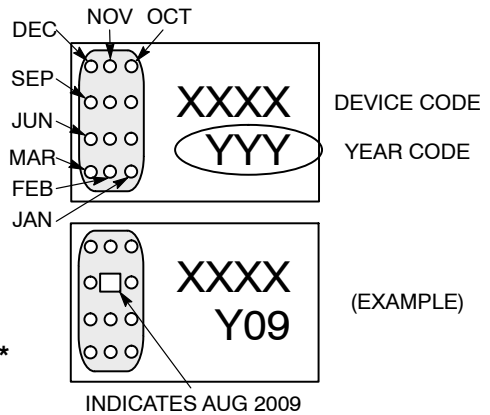 NOV OCT
DEC
SEP
XXXX DEVICE CODE
JUN
YYY YEAR CODE
MAR
FEB
JAN
XXXX
(EXAMPLE)
Y09
*
INDICATES AUG 2009